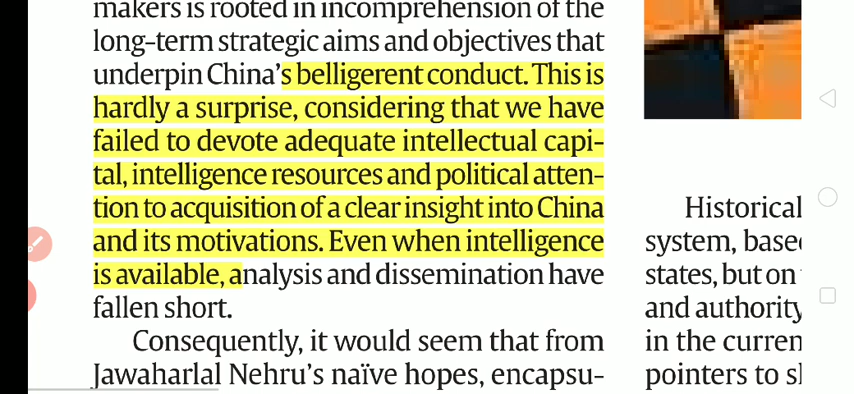 makers is rooted in incomprehension of the
long-term strategic aims and objectives that
underpin China's belligerent conduct. This is
hardly a surprise, considering that we have
failed to devote adequate intellectual capi-
tal, intelligence resources and political atten-
tion to acquisition of a clear insight into China
and its motivations. Even when intelligence
is available, analysis and dissemination have
fallen short.
Consequently, it would seem that from
Jawaharlal Nehru's naïve hopes, encapsu-
Historical
system,
states, but on
and authority
in the
pointers to